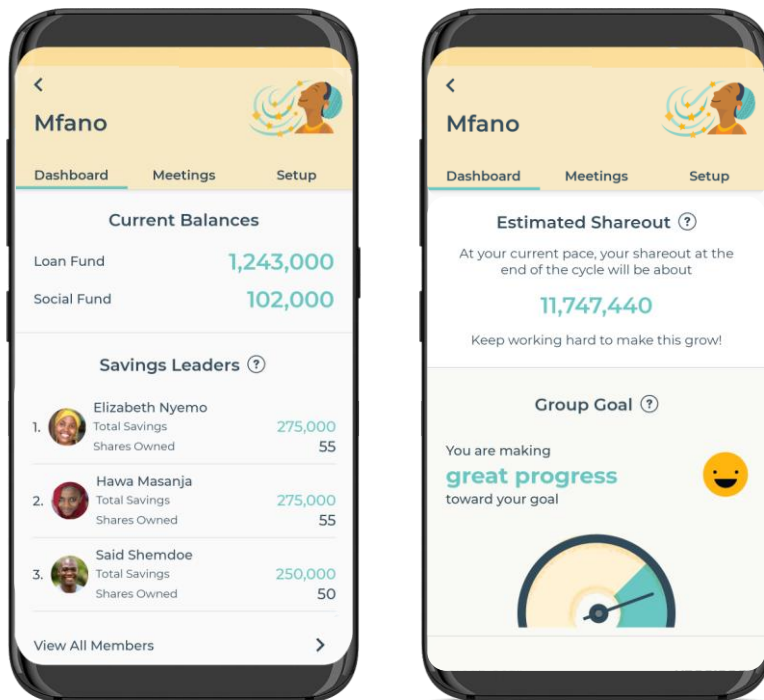 Mfano
Dashboard Meetings Setup
Current Balances
Loan Fund 1,243,000
Social Fund 102,000
Savings Leaders ?
1. Elizabeth Nyemo
Total Savings 275,000
Shares Owned 55
2. Hawa Masanja
Total Savings 275,000
Shares Owned 55
3. Said Shemdoe
Total Savings 250,000
Shares Owned 50
View All Members
Mfano
Dashboard Meetings Setup
Estimated Shareout ?
At your current pace, your shareout at the
end of the cycle will be about
11,747,440
Keep working hard to make this grow!
Group Goal ?
You are making
great progress
toward your goal